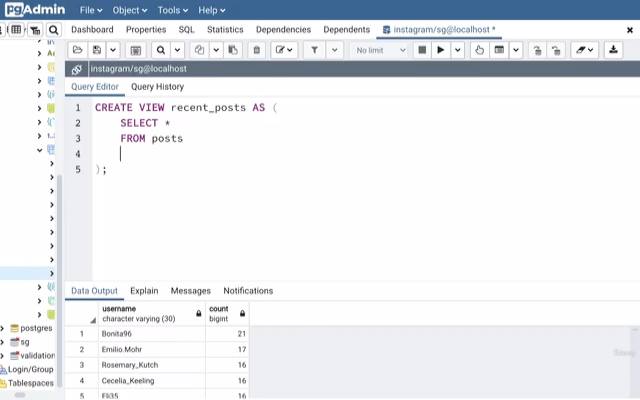 pgAdmin File Object Tools Help
Dashboard Properties SQL Statistics Dependencies Dependents instagram/sg@localhost *
No limit
instagram/sg@localhost
Query Editor Query History
1 CREATE VIEW recent_posts AS (
2 SELECT *
3 FROM posts
4
5 );
Data Output Explain Messages Notifications
username count
character varying (30) bigint
1 Bonita96 21
2 Emilio.Mohr 17
3 Rosemary_Kutch 16
4 Cecelia_Keeling 16
5 Eli35 16
postgres
sg
validation
Login/Group
Tablespaces